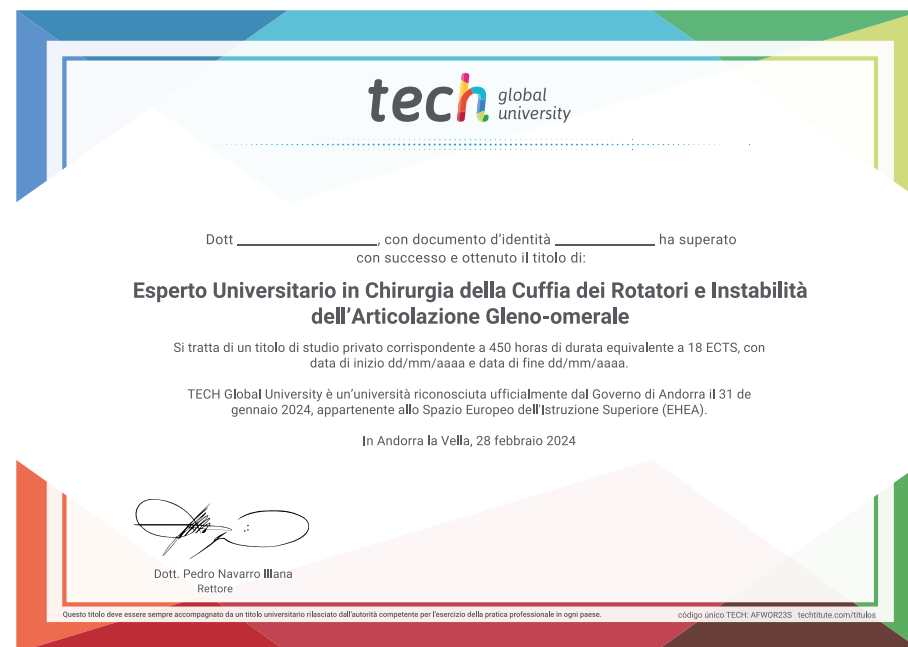 tech global university
Dott ____________, con documento d'identità ____________ ha superato
con successo e ottenuto il titolo di:
Esperto Universitario in Chirurgia della Cuffia dei Rotatori e Instabilità
dell'Articolazione Gleno-omerale
Si tratta di un titolo di studio privato corrispondente a 450 horas di durata equivalente a 18 ECTS, con
data di inizio dd/mm/aaaa e data di fine dd/mm/aaaa.
TECH Global University è un'università riconosciuta ufficialmente dal Governo di Andorra il 31 de
gennaio 2024, appartenente allo Spazio Europeo dell'Istruzione Superiore (EHEA).
In Andorra la Vella, 28 febbraio 2024
Dott. Pedro Navarro Illana
Rettore
Questo titolo deve essere sempre accompagnato da un titolo universitario rilasciato dall'autorità competente per l'esercizio della pratica professionale in ogni paese.
código único TECH: AFWOR23S techtitute.com/titulos